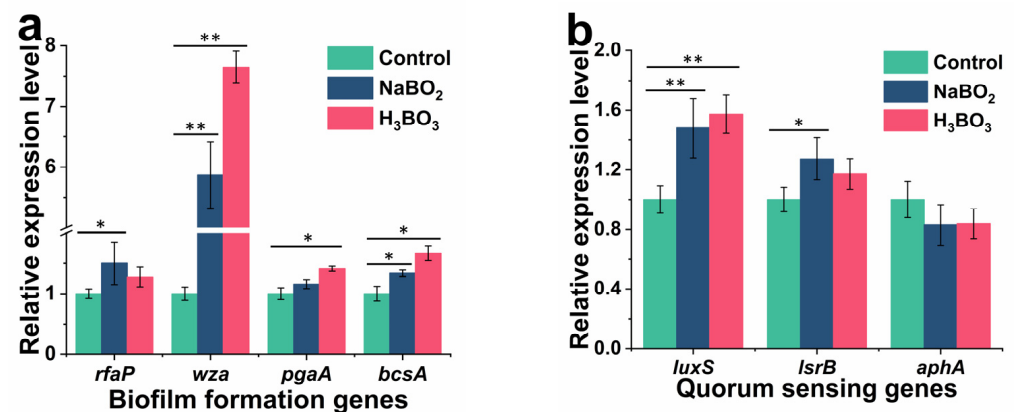 a
Relative expression level
8
7
6
1
0
**
**
*
*
*
*
Control
NaBO₂
H₃BO₃
rfaP wza pgaA bcsA
Biofilm formation genes
b
Relative expression level
2.0
1.6
1.2
0.8
0.4
0.0
**
**
*
Control
NaBO₂
H₃BO₃
luxS lsrB aphA
Quorum sensing genes